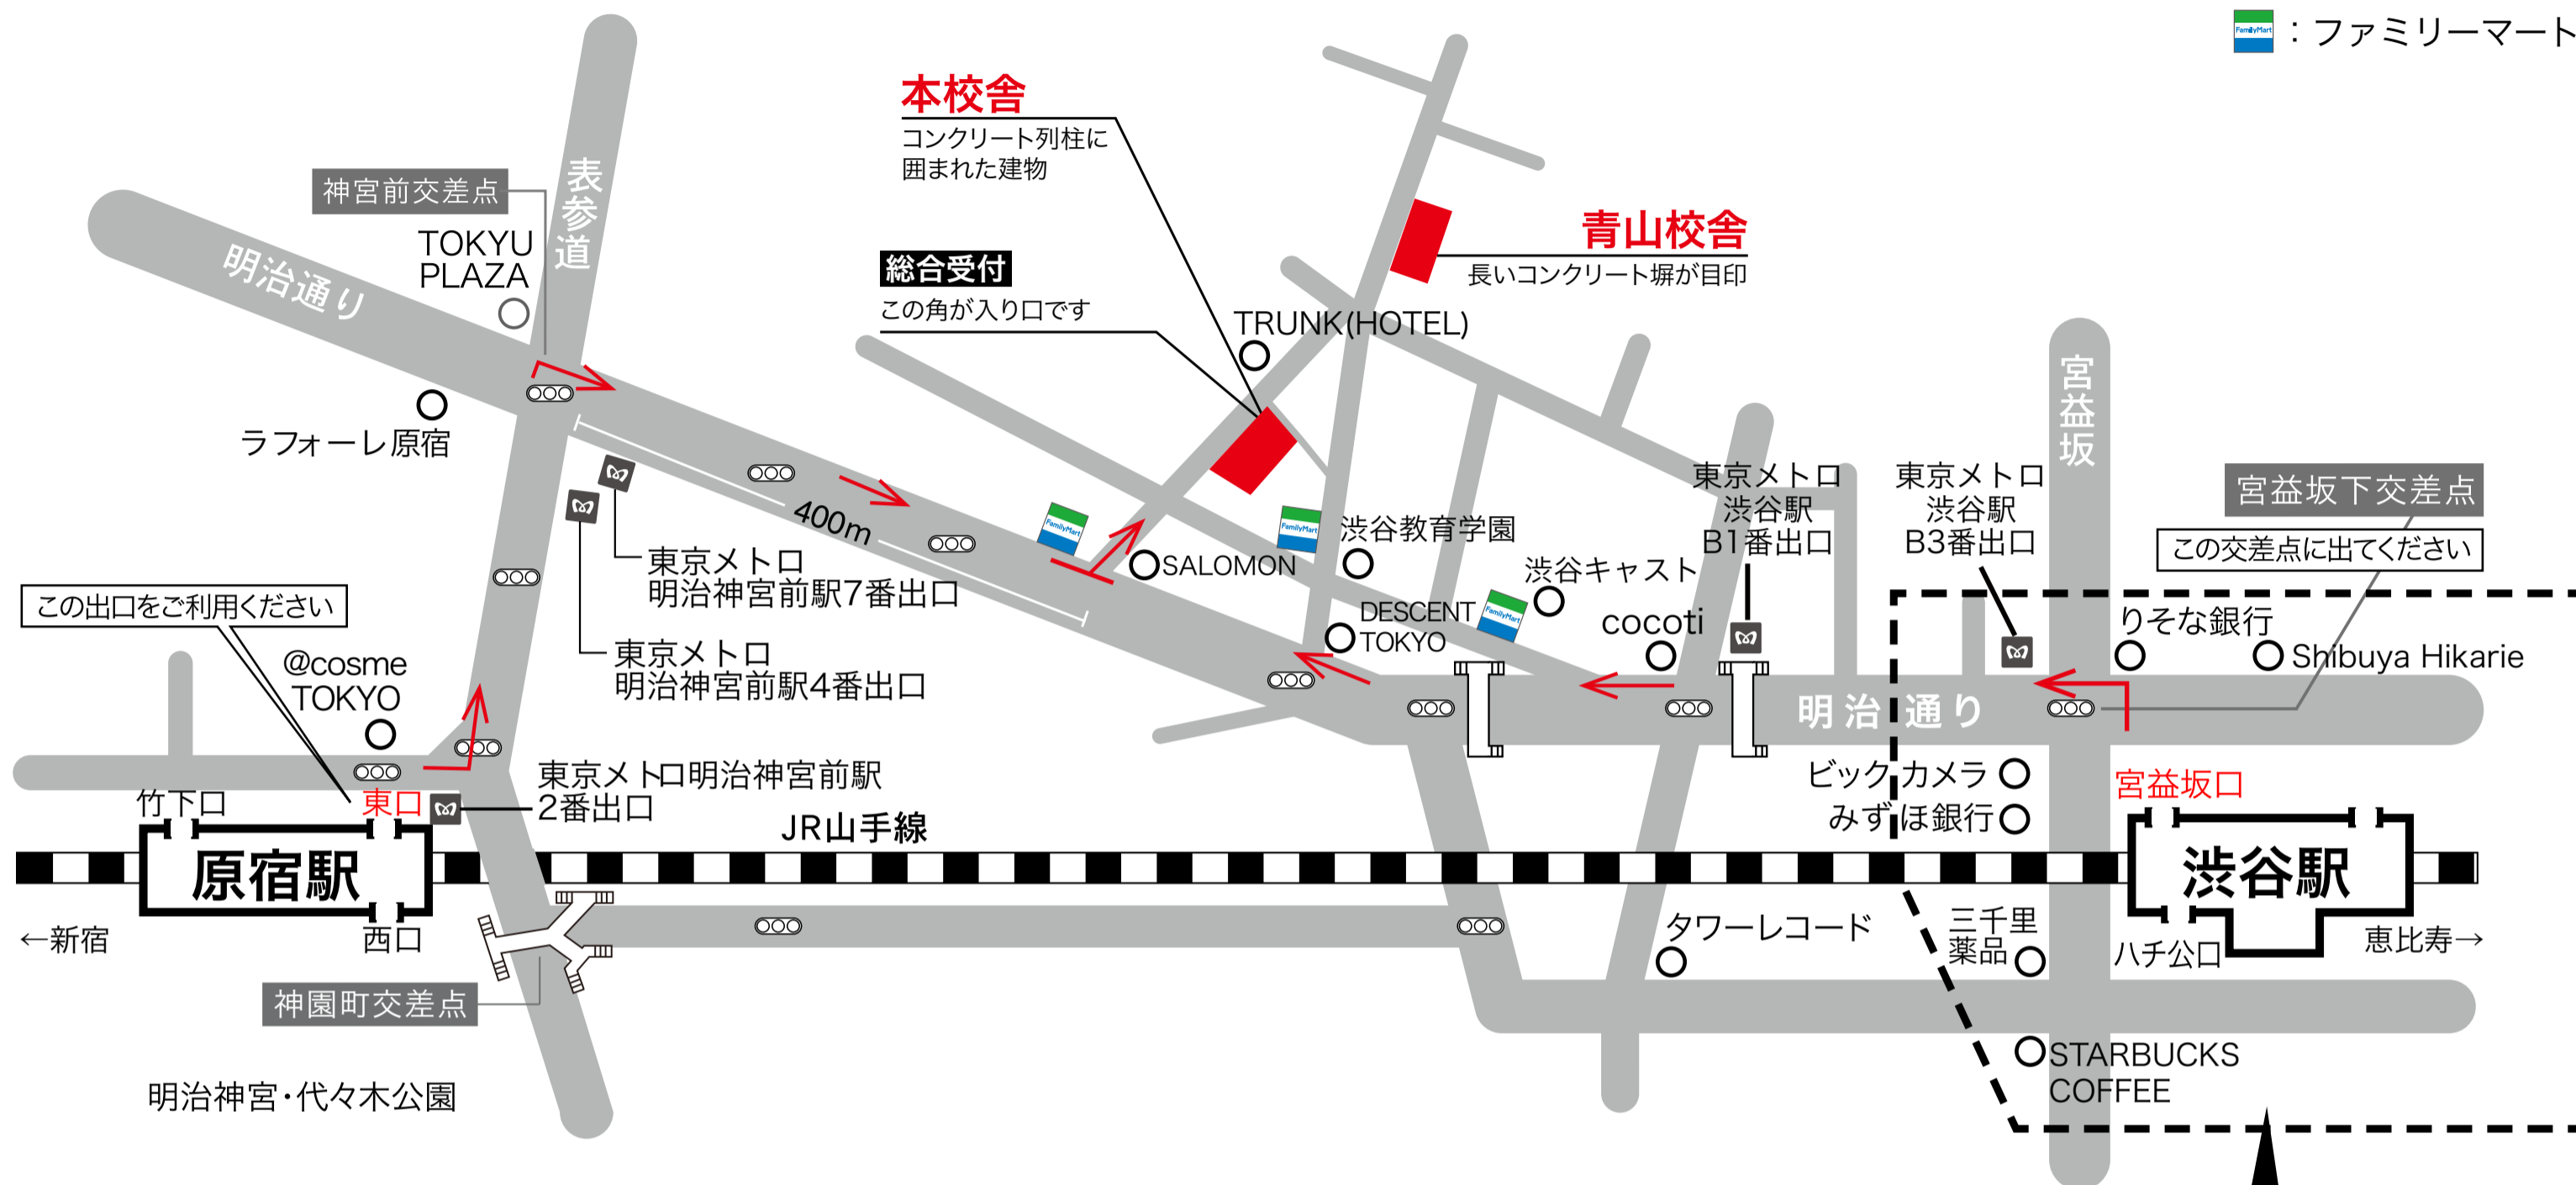 FamilyMart
：ファミリーマート
本校舎
コンクリート列柱に
囲まれた建物
表参道
神宮前交差点
TOKYU
PLAZA
明治通り
青山校舎
長いコンクリート塀が目印
総合受付
この角が入り口です
TRUNK(HOTEL)
ラフォーレ原宿
宮益坂
東京メトロ
渋谷駅
B1番出口
東京メトロ
渋谷駅
B3番出口
宮益坂下交差点
この交差点に出てください
400m
FamilyMart
FamilyMart
渋谷教育学園
SALOMON
東京メトロ
明治神宮前駅7番出口
渋谷キャスト
FamilyMart
DESCENT
TOKYO
cocoti
りそな銀行
Shibuya Hikarie
この出口をご利用ください
東京メトロ
明治神宮前駅4番出口
@cosme
TOKYO
明治通り
東京メトロ明治神宮前駅
2番出口
竹下口
東口
JR山手線
ビックカメラ
みずほ銀行
宮益坂口
原宿駅
渋谷駅
←新宿
西口
タワーレコード
三千里
薬品
ハチ公口
恵比寿→
神園町交差点
STARBUCKS
COFFEE
明治神宮・代々木公園